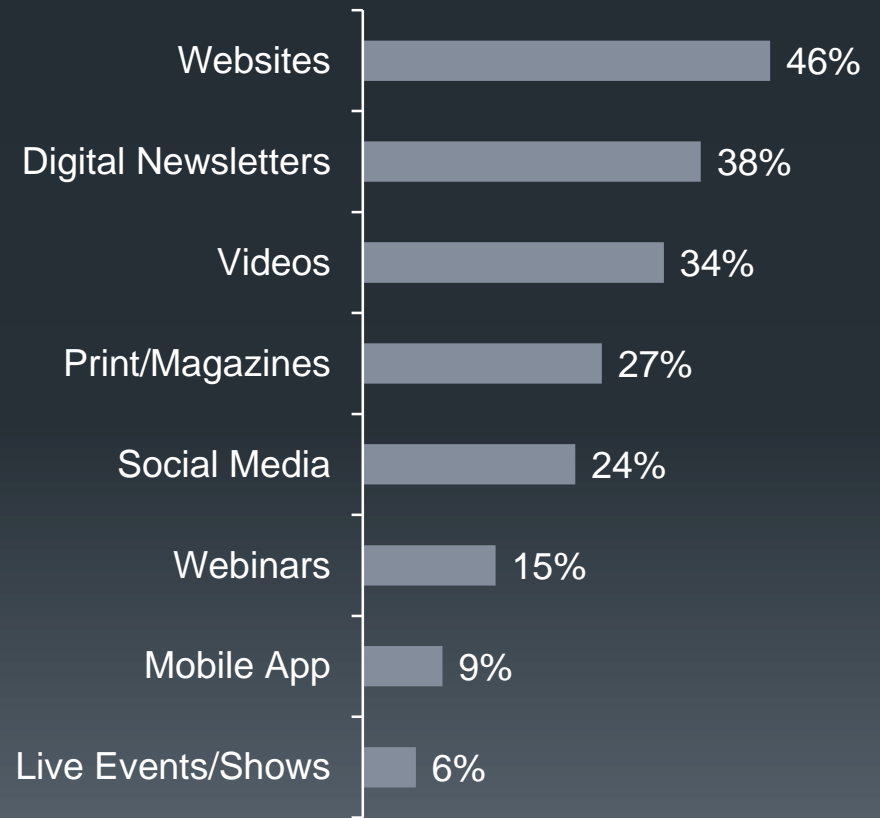 Websites 46%
Digital Newsletters 38%
Videos 34%
Print/Magazines 27%
Social Media 24%
Webinars 15%
Mobile App 9%
Live Events/Shows 6%